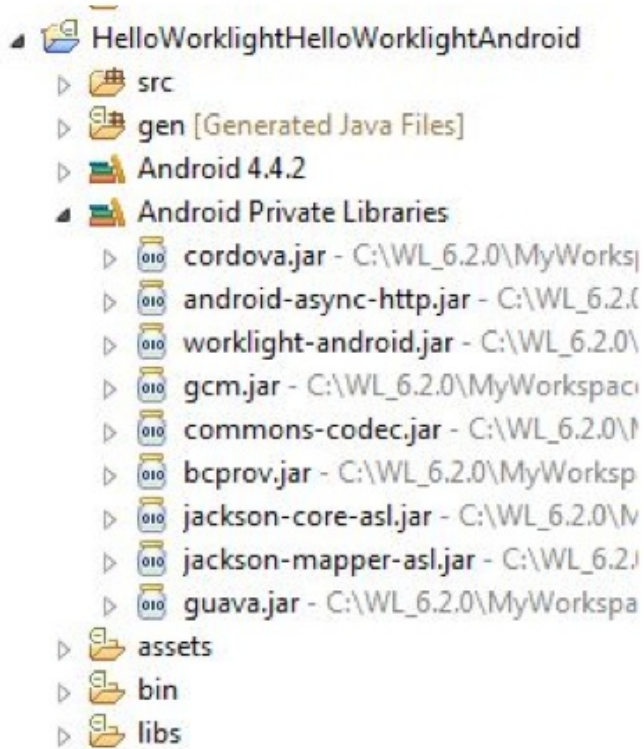 HelloWorklightHelloWorklightAndroid
src
gen [Generated Java Files]
Android 4.4.2
Android Private Libraries
cordova.jar - C:\WL_6.2.0\MyWorksp
android-async-http.jar - C:\WL_6.2.0
worklight-android.jar - C:\WL_6.2.0\
gcm.jar - C:\WL_6.2.0\MyWorkspac
commons-codec.jar - C:\WL_6.2.0\M
bcprov.jar - C:\WL_6.2.0\MyWorksp
jackson-core-asl.jar - C:\WL_6.2.0\M
jackson-mapper-asl.jar - C:\WL_6.2.
guava.jar - C:\WL_6.2.0\MyWorkspa
assets
bin
libs